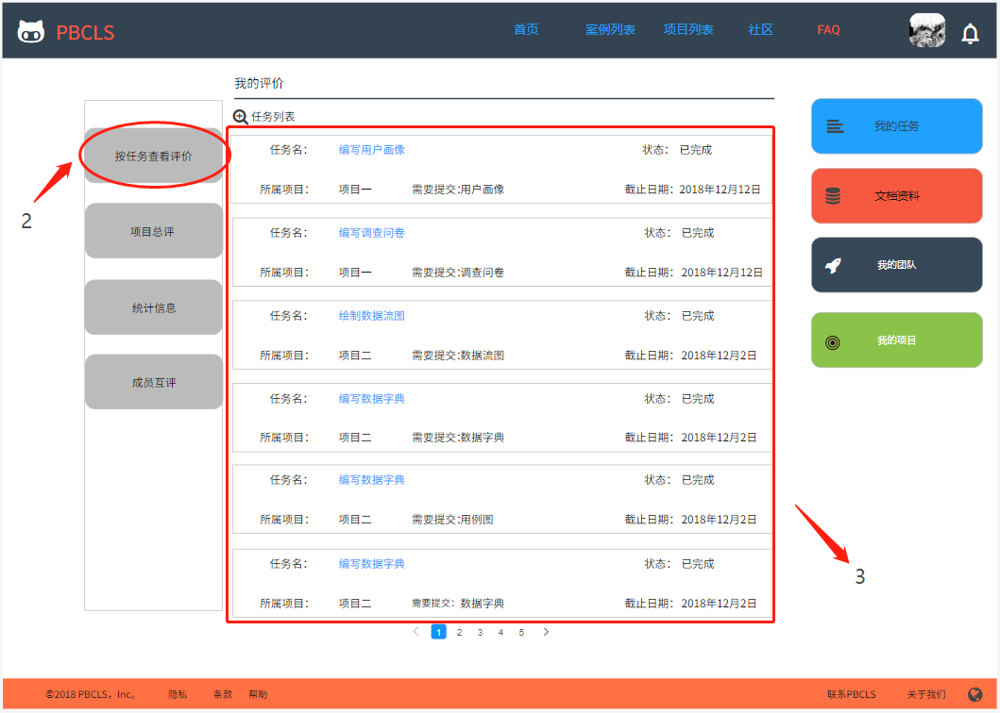 PBCLS 首页 案例列表 项目列表 社区 FAQ
我的评价
任务列表
按任务查看评价
项目总评
统计信息
成员互评
2
任务名： 编写用户画像 状态： 已完成
所属项目： 项目一 需要提交:用户画像 截止日期：2018年12月12日
任务名： 编写调查问卷 状态： 已完成
所属项目： 项目一 需要提交:调查问卷 截止日期：2018年12月12日
任务名： 绘制数据流图 状态： 已完成
所属项目： 项目二 需要提交:数据流图 截止日期：2018年12月2日
任务名： 编写数据字典 状态： 已完成
所属项目： 项目二 需要提交:数据字典 截止日期：2018年12月2日
任务名： 编写数据字典 状态： 已完成
所属项目： 项目二 需要提交:用例图 截止日期：2018年12月2日
任务名： 编写数据字典 状态： 已完成
所属项目： 项目二 需要提交：数据字典 截止日期：2018年12月2日
1 2 3 4 5
我的任务
文档资料
我的团队
我的项目
3
©2018 PBCLS，Inc。 隐私 条款 帮助 联系PBCLS 关于我们